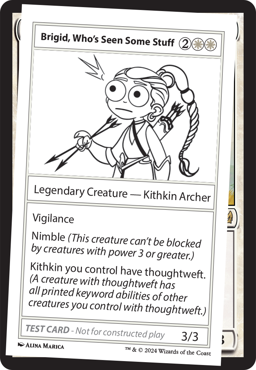 Brigid, Who's Seen Some Stuff 2
Legendary Creature — Kithkin Archer
Vigilance
Nimble (This creature can't be blocked
by creatures with power 3 or greater.)
Kithkin you control have thoughtweft.
(A creature with thoughtweft has
all printed keyword abilities of other
creatures you control with thoughtweft.)
TEST CARD - Not for constructed play
3/3
Alina Marica
™ & © 2024 Wizards of the Coast